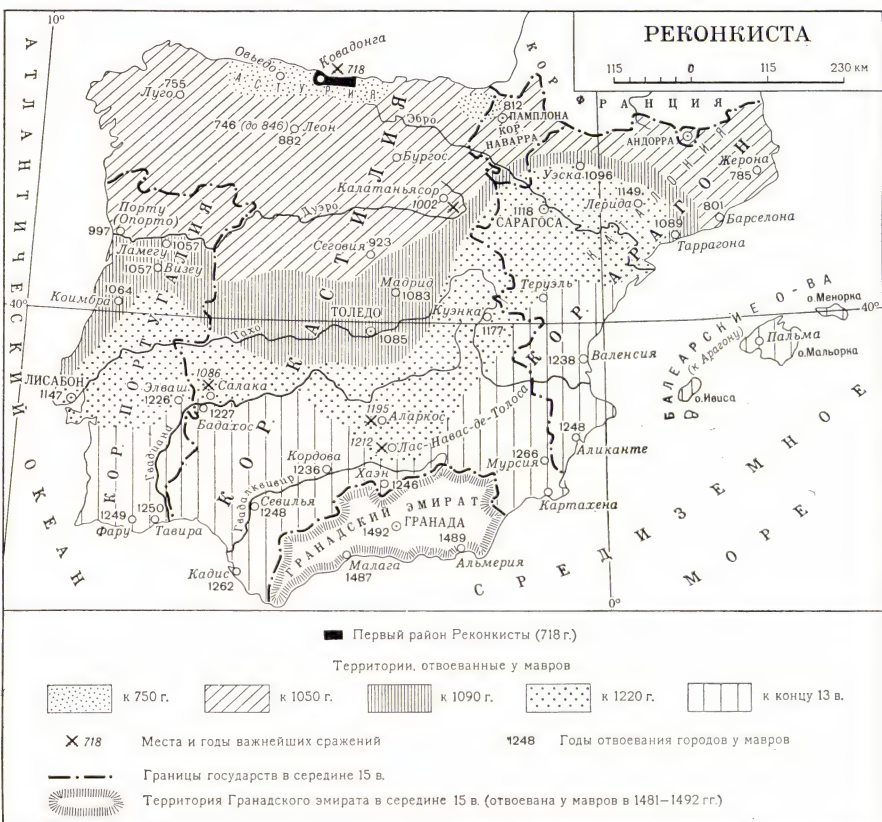 РЕКОНКИСТА
115 0 115 230 км
10°
АТЛАНТИЧЕСКИЙ ОКЕАН
Овьедо
Ковадонга
718
АСТУРИЯ
755
Луго
746 (до 846) Леон
882
Эбро
812
ПАМПЛОНА
КОР.
НАВАРРА
КОР. АРАГОН
ФРАНЦИЯ
АНДОРРА
КАТАЛОНИЯ
Жерона
785
Бургос
Калатаньясор
1002
Уэска 1096
1149
Лерида
801
Барселона
1089
Таррагона
1118
САРАГОСА
Порту
(Опорто)
997
Дуэро
1057
Ламегу
1057 Визеу
1064
Коимбра
Сеговия 923
КОР. КАСТИЛИЯ
Мадрид
1083
ТОЛЕДО
1085
Тахо
Куэнка
1177
Теруэль
40°
40°
БАЛЕАРСКИЕ О-ВА
(к Арагону)
о.Менорка
Пальма
о.Мальорка
о.Ивиса
1238 Валенсия
ЛИСАБОН
1147
КОР. ПОРТУГАЛИЯ
1086
Салака
Элваш
1226
1227
Бадахос
1195
Аларкос
1212 Лас-Навас-де-Толоса
1248
Аликанте
Гвадиана
Кордова
1236
Гвадалквивир
Хаэн
1246
1266
Мурсия
Картахена
Севилья
1248
1249
Фару
1250
Тавира
ГРАНАДСКИЙ ЭМИРАТ
1492 ГРАНАДА
1489
Альмерия
Малага
1487
Кадис
1262
СРЕДИЗЕМНОЕ МОРЕ
0°
Первый район Реконкисты (718 г.)
Территории, отвоеванные у мавров
к 750 г. к 1050 г. к 1090 г. к 1220 г. к концу 13 в.
718 Места и годы важнейших сражений
1248 Годы отвоевания городов у мавров
Границы государств в середине 15 в.
Территория Гранадского эмирата в середине 15 в. (отвоевана у мавров в 1481–1492 гг.)